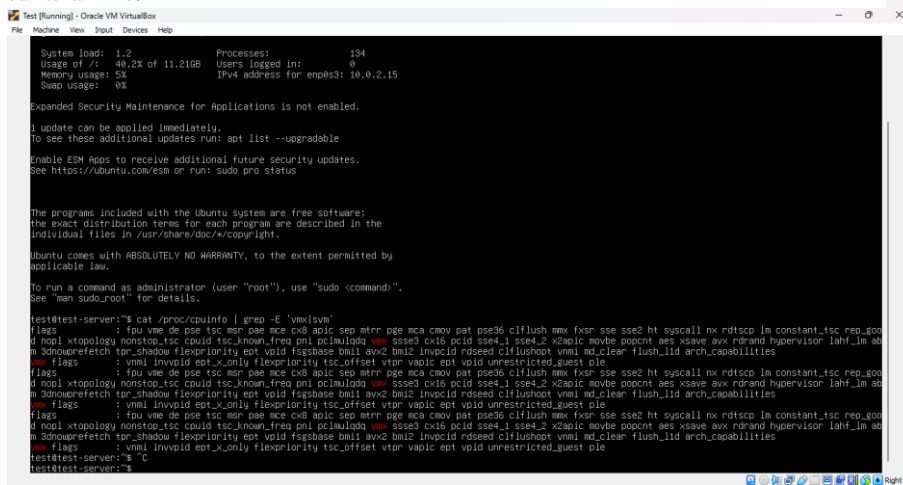 Test [Running] - Oracle VM VirtualBox
File Machine View Input Devices Help
System load: 1.2 Processes: 134
Usage of /: 40.2% of 11.21GB Users logged in: 0
Memory usage: 5% IPv4 address for enp0s3: 10.0.2.15
Swap usage: 0%
Expanded Security Maintenance for Applications is not enabled.
1 update can be applied immediately.
To see these additional updates run: apt list --upgradable
Enable ESM Apps to receive additional future security updates.
See https://ubuntu.com/esm or run: sudo pro status
The programs included with the Ubuntu system are free software;
the exact distribution terms for each program are described in the
individual files in /usr/share/doc/*/copyright.
Ubuntu comes with ABSOLUTELY NO WARRANTY, to the extent permitted by
applicable law.
To run a command as administrator (user "root"), use "sudo <command>".
See "man sudo_root" for details.
test@test-server:~$ cat /proc/cpuinfo | grep -E 'vmx|svm'
flags : fpu vme de pse tsc msr pae mce cx8 apic sep mtrr pge mca cmov pat pse36 clflush mmx fxsr sse sse2 ht syscall nx rdtscp lm constant_tsc rep_goo
d nopl xtopology nonstop_tsc cpuid tsc_known_freq pni pclmulqdq vmx ssse3 cx16 pcid sse4_1 sse4_2 x2apic movbe popcnt aes xsave avx rdrand hypervisor lahf_lm ab
m 3dnowprefetch tpr_shadow flexpriority ept vpid fsgsbase bmi1 avx2 bmi2 invpcid rdseed clflushopt vnmi md_clear flush_l1d arch_capabilities
vmx flags : vnmi invvpid ept_x_only flexpriority tsc_offset vtpr vapic ept vpid unrestricted_guest ple
flags : fpu vme de pse tsc msr pae mce cx8 apic sep mtrr pge mca cmov pat pse36 clflush mmx fxsr sse sse2 ht syscall nx rdtscp lm constant_tsc rep_goo
d nopl xtopology nonstop_tsc cpuid tsc_known_freq pni pclmulqdq vmx ssse3 cx16 pcid sse4_1 sse4_2 x2apic movbe popcnt aes xsave avx rdrand hypervisor lahf_lm ab
m 3dnowprefetch tpr_shadow flexpriority ept vpid fsgsbase bmi1 avx2 bmi2 invpcid rdseed clflushopt vnmi md_clear flush_l1d arch_capabilities
vmx flags : vnmi invvpid ept_x_only flexpriority tsc_offset vtpr vapic ept vpid unrestricted_guest ple
flags : fpu vme de pse tsc msr pae mce cx8 apic sep mtrr pge mca cmov pat pse36 clflush mmx fxsr sse sse2 ht syscall nx rdtscp lm constant_tsc rep_goo
d nopl xtopology nonstop_tsc cpuid tsc_known_freq pni pclmulqdq vmx ssse3 cx16 pcid sse4_1 sse4_2 x2apic movbe popcnt aes xsave avx rdrand hypervisor lahf_lm ab
m 3dnowprefetch tpr_shadow flexpriority ept vpid fsgsbase bmi1 avx2 bmi2 invpcid rdseed clflushopt vnmi md_clear flush_l1d arch_capabilities
vmx flags : vnmi invvpid ept_x_only flexpriority tsc_offset vtpr vapic ept vpid unrestricted_guest ple
test@test-server:~$ ^C
test@test-server:~$
Right